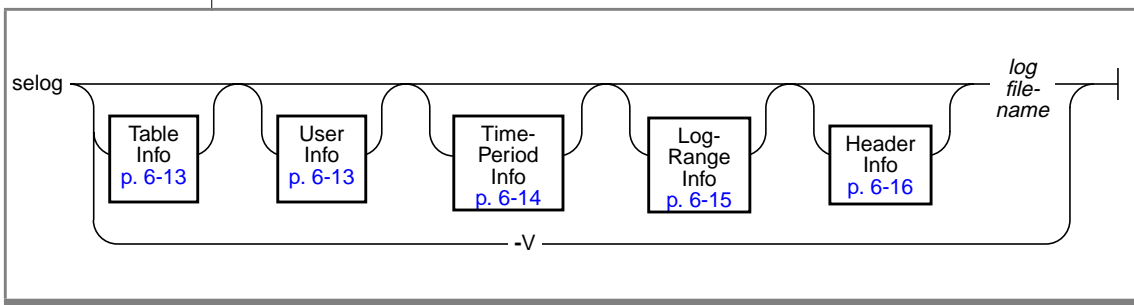 selog
Table
Info
p. 6-13
User
Info
p. 6-13
Time-
Period
Info
p. 6-14
Log-
Range
Info
p. 6-15
Header
Info
p. 6-16
log
file-
name
-V